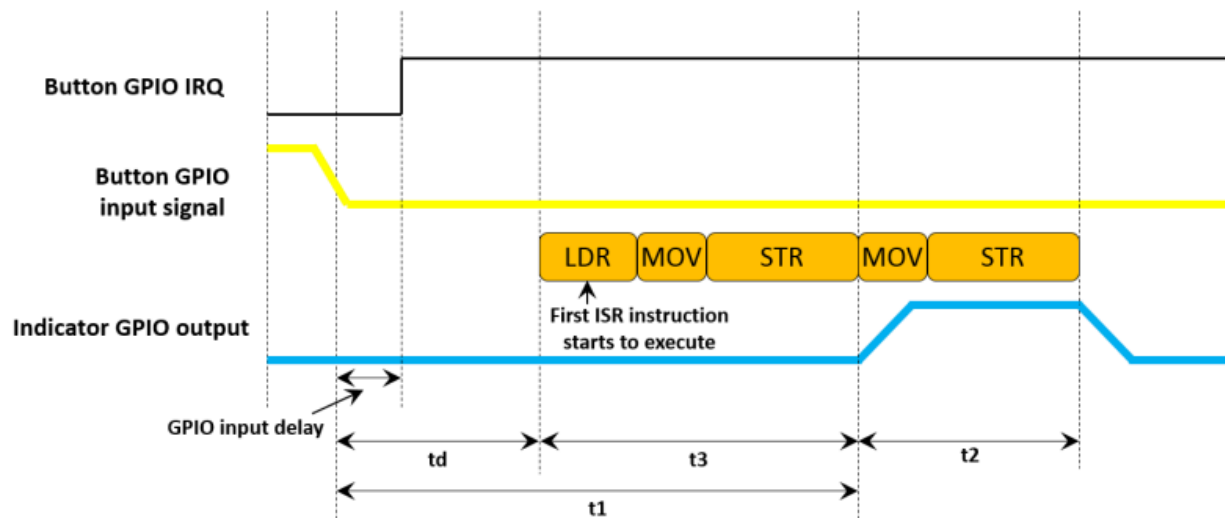 Button GPIO IRQ
Button GPIO
input signal
LDR MOV STR MOV STR
First ISR instruction
starts to execute
Indicator GPIO output
GPIO input delay
td
t3
t2
t1